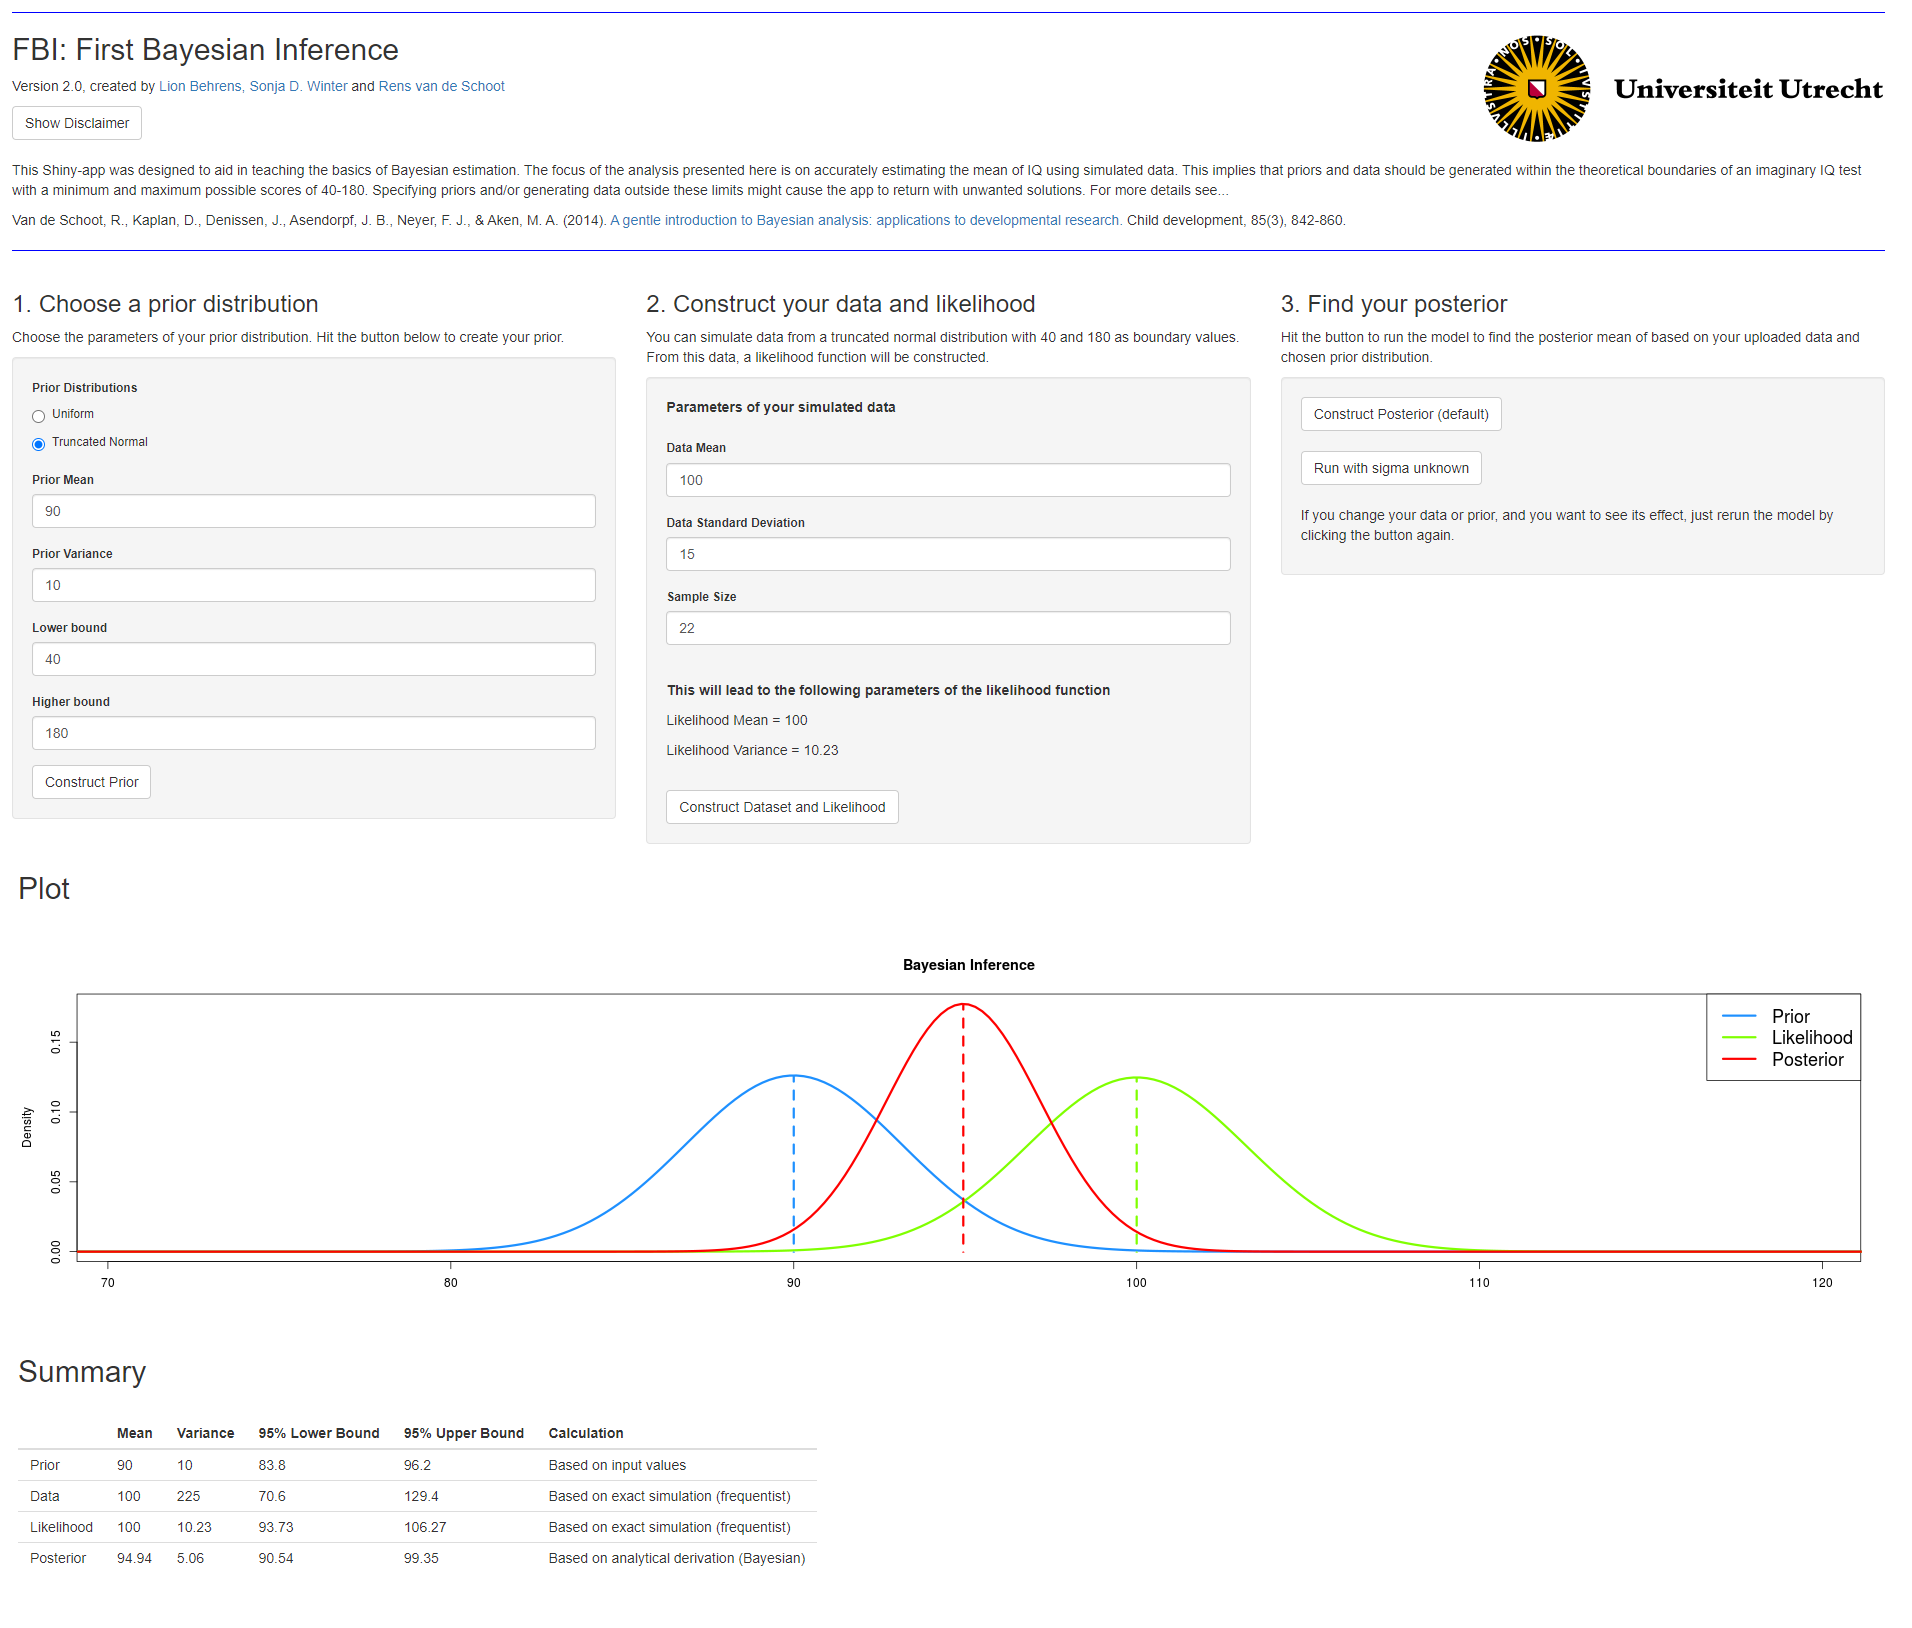 FBI: First Bayesian Inference
Version 2.0, created by Lion Behrens, Sonja D. Winter and Rens van de Schoot
Show Disclaimer
SOL IVSTITIAE ILLVSTRA NOS
Universiteit Utrecht
This Shiny-app was designed to aid in teaching the basics of Bayesian estimation. The focus of the analysis presented here is on accurately estimating the mean of IQ using simulated data. This implies that priors and data should be generated within the theoretical boundaries of an imaginary IQ test
with a minimum and maximum possible scores of 40-180. Specifying priors and/or generating data outside these limits might cause the app to return with unwanted solutions. For more details see...
Van de Schoot, R., Kaplan, D., Denissen, J., Asendorpf, J. B., Neyer, F. J., & Aken, M. A. (2014). A gentle introduction to Bayesian analysis: applications to developmental research. Child development, 85(3), 842-860.
1. Choose a prior distribution
Choose the parameters of your prior distribution. Hit the button below to create your prior.
Prior Distributions
Uniform
Truncated Normal
Prior Mean
90
Prior Variance
10
Lower bound
40
Higher bound
180
Construct Prior
2. Construct your data and likelihood
You can simulate data from a truncated normal distribution with 40 and 180 as boundary values.
From this data, a likelihood function will be constructed.
Parameters of your simulated data
Data Mean
100
Data Standard Deviation
15
Sample Size
22
This will lead to the following parameters of the likelihood function
Likelihood Mean = 100
Likelihood Variance = 10.23
Construct Dataset and Likelihood
3. Find your posterior
Hit the button to run the model to find the posterior mean of based on your uploaded data and
chosen prior distribution.
Construct Posterior (default)
Run with sigma unknown
If you change your data or prior, and you want to see its effect, just rerun the model by
clicking the button again.
Plot
Bayesian Inference
Prior
Likelihood
Posterior
Density
0.15
0.10
0.05
0.00
70 80 90 100 110 120
Summary
Mean Variance 95% Lower Bound 95% Upper Bound Calculation
Prior 90 10 83.8 96.2 Based on input values
Data 100 225 70.6 129.4 Based on exact simulation (frequentist)
Likelihood 100 10.23 93.73 106.27 Based on exact simulation (frequentist)
Posterior 94.94 5.06 90.54 99.35 Based on analytical derivation (Bayesian)